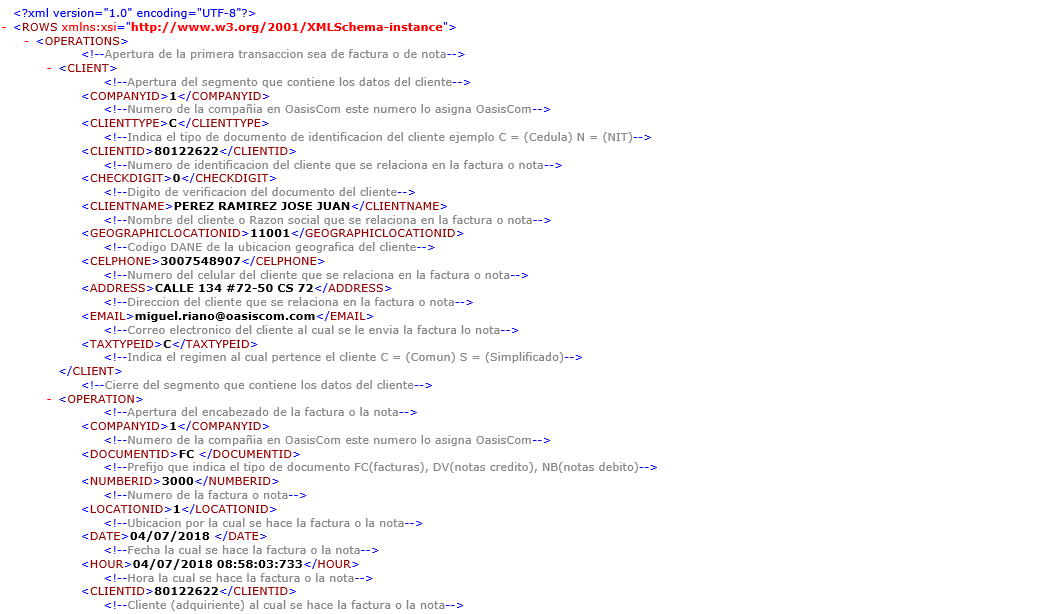 <?xml version="1.0" encoding="UTF-8"?>
- <ROWS xmlns:xsi="http://www.w3.org/2001/XMLSchema-instance">
- <OPERATIONS>
<!--Apertura de la primera transaccion sea de factura o de nota-->
- <CLIENT>
<!--Apertura del segmento que contiene los datos del cliente-->
<COMPANYID>1</COMPANYID>
<!--Numero de la compañia en OasisCom este numero lo asigna OasisCom-->
<CLIENTTYPE>C</CLIENTTYPE>
<!--Indica el tipo de documento de identificacion del cliente ejemplo C = (Cedula) N = (NIT)-->
<CLIENTID>80122622</CLIENTID>
<!--Numero de identificacion del cliente que se relaciona en la factura o nota-->
<CHECKDIGIT>0</CHECKDIGIT>
<!--Digito de verificacion del documento del cliente-->
<CLIENTNAME>PEREZ RAMIREZ JOSE JUAN</CLIENTNAME>
<!--Nombre del cliente o Razon social que se relaciona en la factura o nota-->
<GEOGRAPHICLOCATIONID>11001</GEOGRAPHICLOCATIONID>
<!--Codigo DANE de la ubicacion geografica del cliente-->
<CELPHONE>3007548907</CELPHONE>
<!--Numero del celular del cliente que se relaciona en la factura o nota-->
<ADDRESS>CALLE 134 #72-50 CS 72</ADDRESS>
<!--Direccion del cliente que se relaciona en la factura o nota-->
<EMAIL>miguel.riano@oasiscom.com</EMAIL>
<!--Correo electronico del cliente al cual se le envia la factura lo nota-->
<TAXTYPEID>C</TAXTYPEID>
<!--Indica el regimen al cual pertence el cliente C = (Comun) S = (Simplificado)-->
</CLIENT>
<!--Cierre del segmento que contiene los datos del cliente-->
- <OPERATION>
<!--Apertura del encabezado de la factura o la nota-->
<COMPANYID>1</COMPANYID>
<!--Numero de la compañia en OasisCom este numero lo asigna OasisCom-->
<DOCUMENTID>FC </DOCUMENTID>
<!--Prefijo que indica el tipo de documento FC(facturas), DV(notas credito), NB(notas debito)-->
<NUMBERID>3000</NUMBERID>
<!--Numero de la factura o nota-->
<LOCATIONID>1</LOCATIONID>
<!--Ubicacion por la cual se hace la factura o la nota-->
<DATE>04/07/2018 </DATE>
<!--Fecha la cual se hace la factura o la nota-->
<HOUR>04/07/2018 08:58:03:733</HOUR>
<!--Hora la cual se hace la factura o la nota-->
<CLIENTID>80122622</CLIENTID>
<!--Cliente (adquiriente) al cual se hace la factura o la nota-->